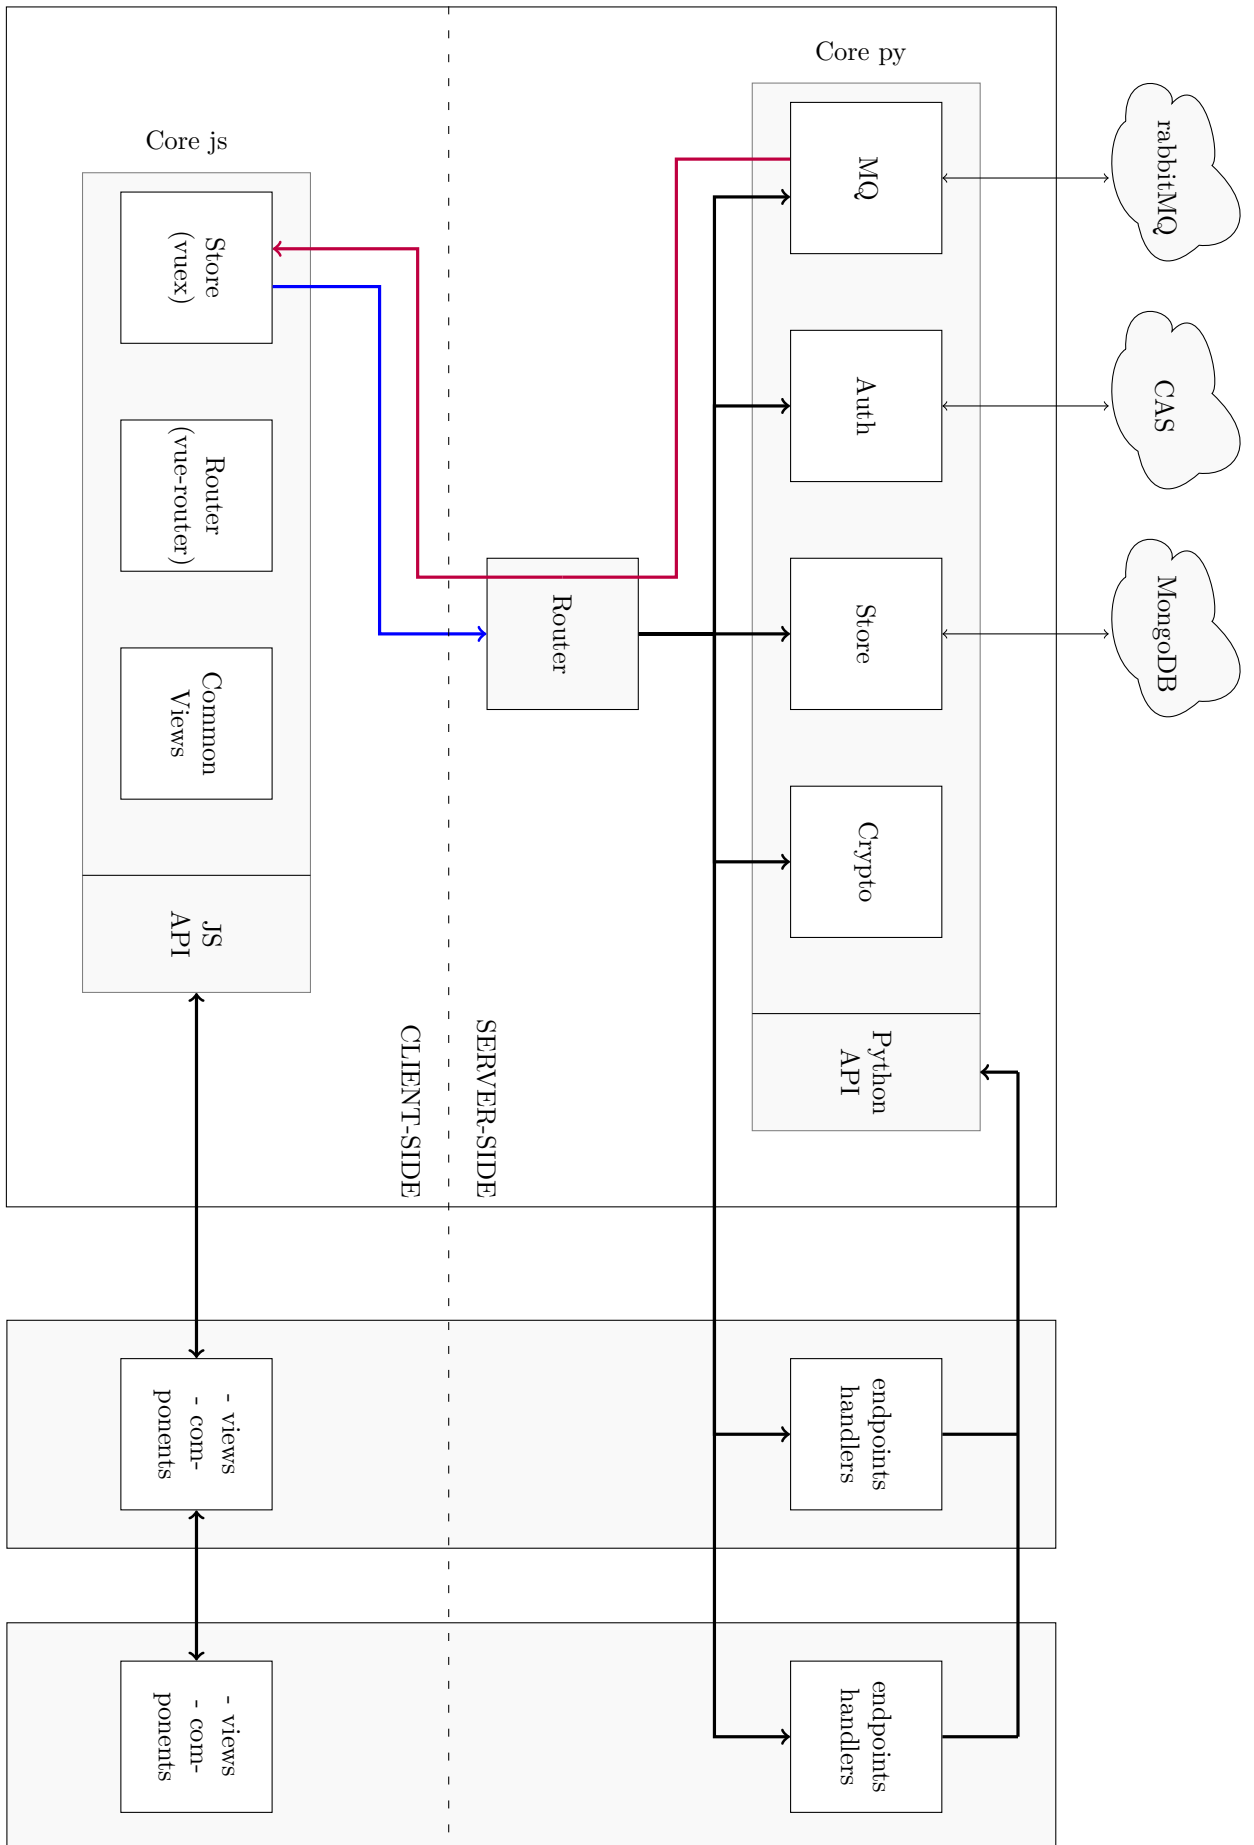 rabbitMQ
CAS
MongoDB
Core py
MQ
Auth
Store
Crypto
Python
API
endpoints
handlers
endpoints
handlers
Router
SERVER-SIDE
CLIENT-SIDE
Core js
Store
(vuex)
Router
(vue-router)
Common
Views
JS
API
- views
- com-
ponents
- views
- com-
ponents